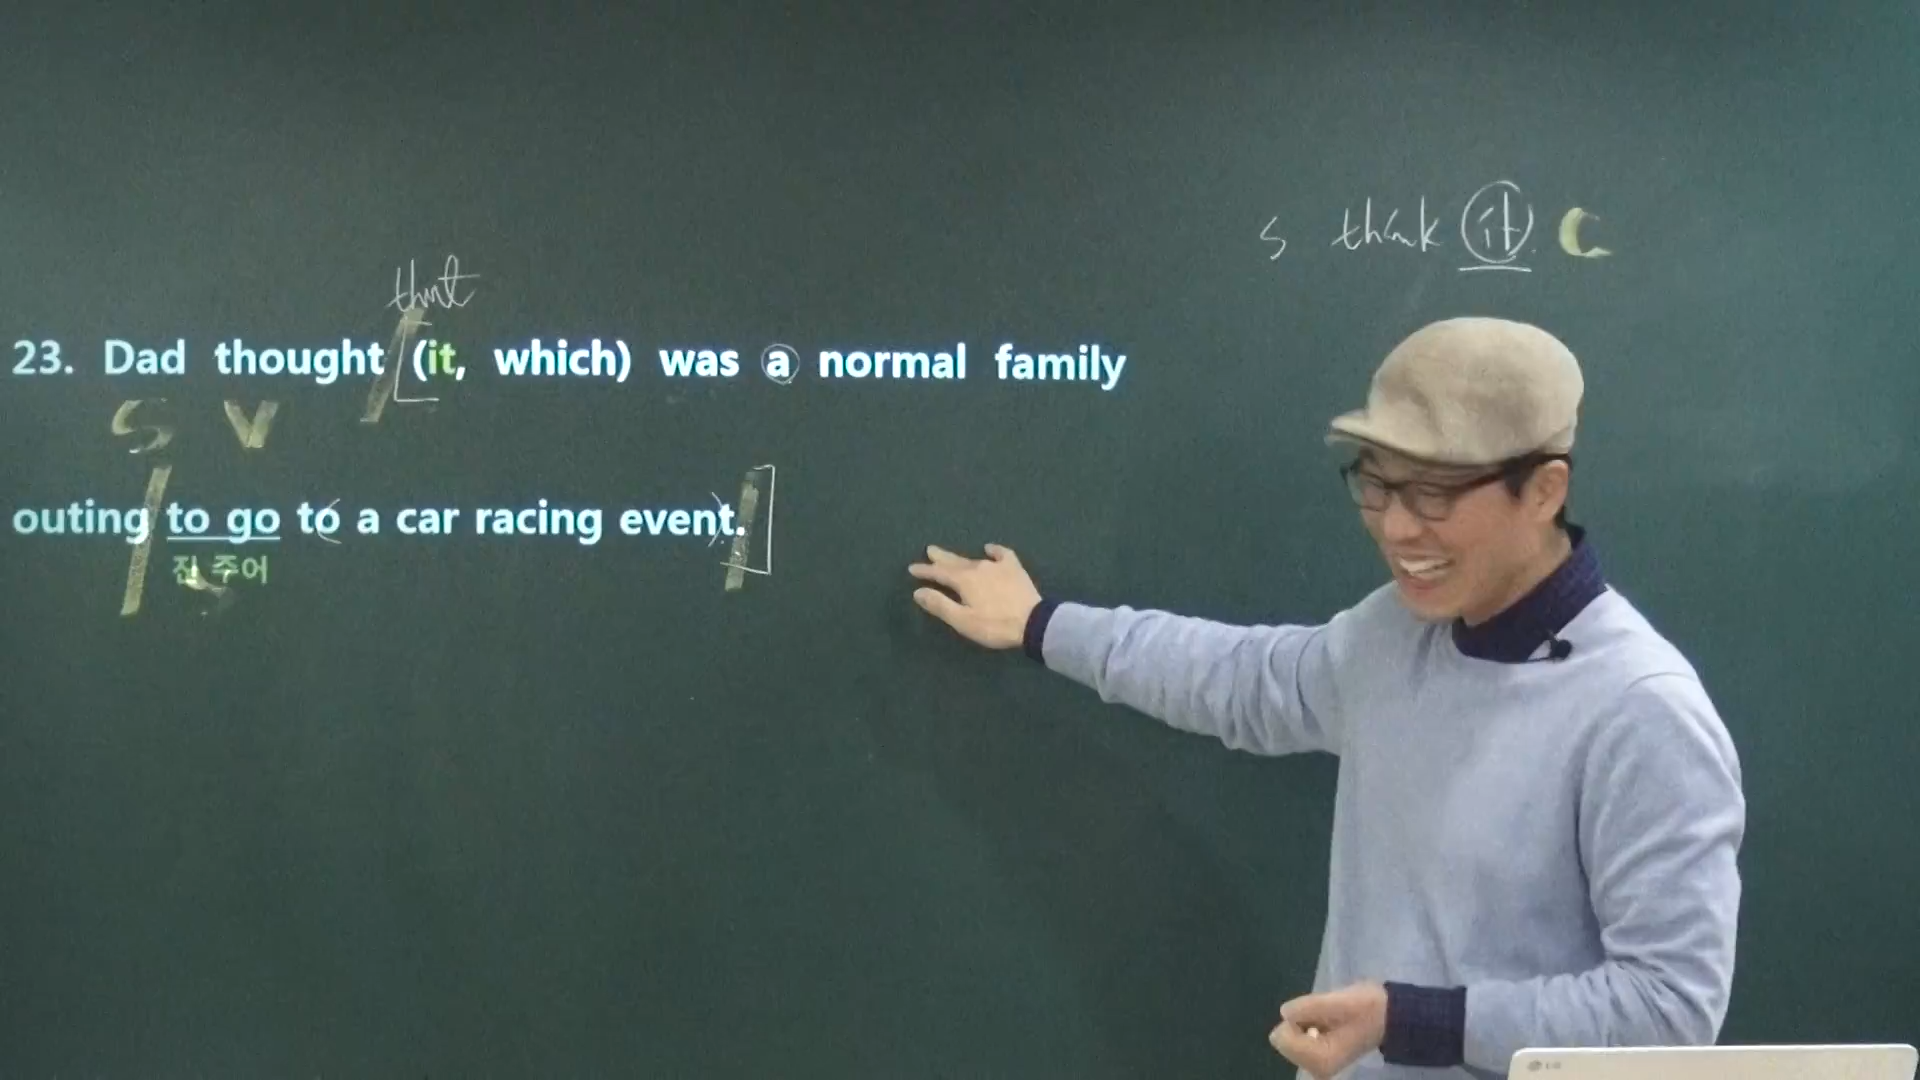 s think it C
that
23. Dad thought (it, which) was a normal family
S V
outing to go to a car racing event.
진 주어
LG